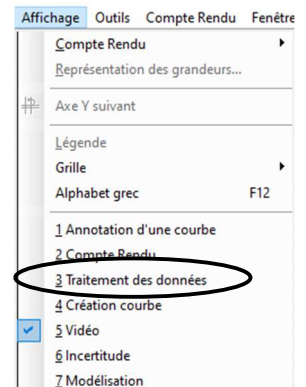 Affichage Outils Compte Rendu Fenêtre
Compte Rendu
Représentation des grandeurs...
Axe Y suivant
Légende
Grille
Alphabet grec F12
1 Annotation d'une courbe
2 Compte Rendu
3 Traitement des données
4 Création courbe
5 Vidéo
6 Incertitude
7 Modélisation